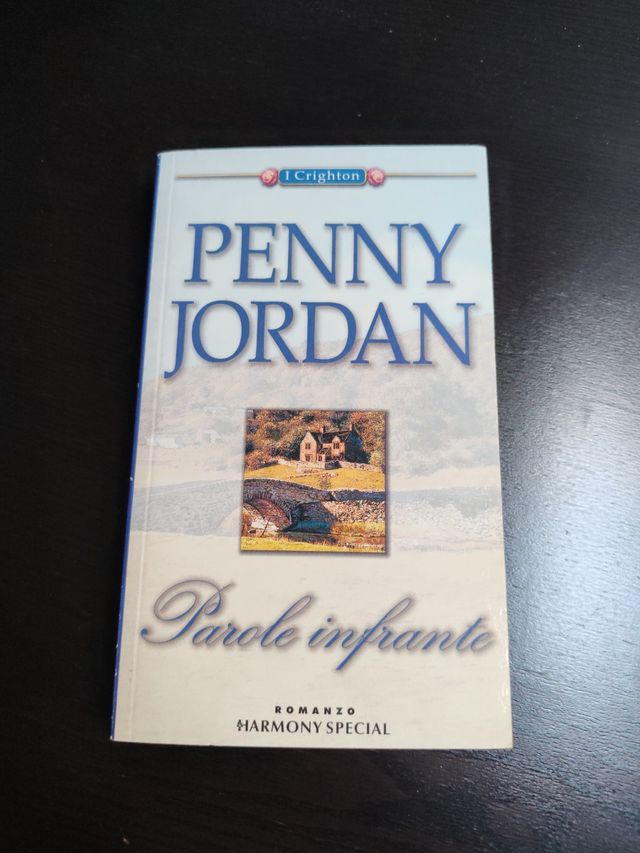 I Crighton
PENNY
JORDAN
Parole infrante
ROMANZO
HARMONY SPECIAL